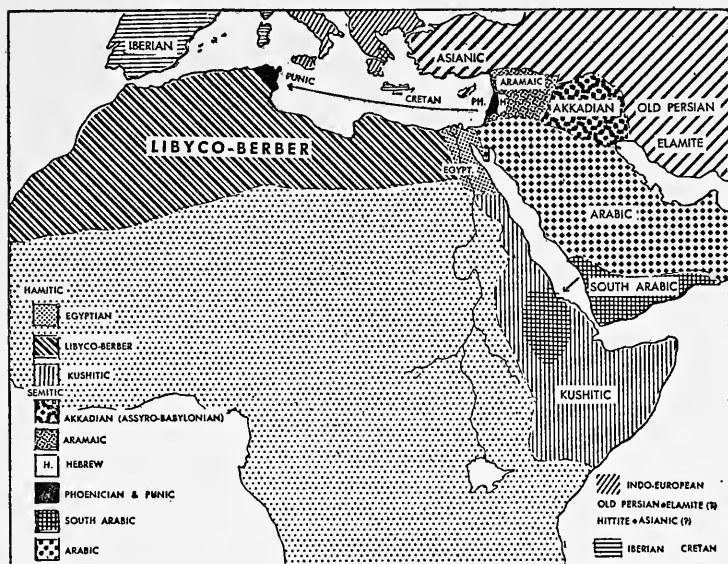 IBERIAN
PUNIC
CRETAN
PH.
ASIANIC
ARAMAIC
AKKADIAN
OLD PERSIAN
ELAMITE
LIBYCO-BERBER
EGYPT.
ARABIC
SOUTH ARABIC
KUSHITIC
HAMITIC
EGYPTIAN
LIBYCO-BERBER
KUSHITIC
SEMITIC
AKKADIAN (ASSYRO-BABYLONIAN)
ARAMAIC
H. HEBREW
PHOENICIAN & PUNIC
SOUTH ARABIC
ARABIC
INDO-EUROPEAN
OLD PERSIAN • ELAMITE (?)
HITTITE • ASIANIC (?)
IBERIAN CRETAN